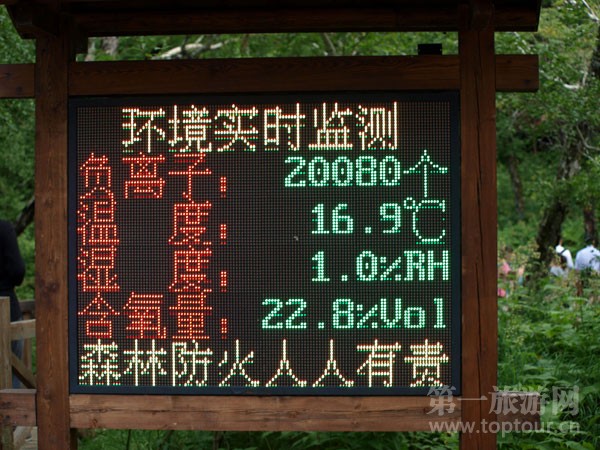 环境实时监测
负离子: 20080个
温度: 16.9℃
湿度: 1.0%RH
含氧量: 22.8%Vol
森林防火人人有责
第一旅游网
www.toptour.cn